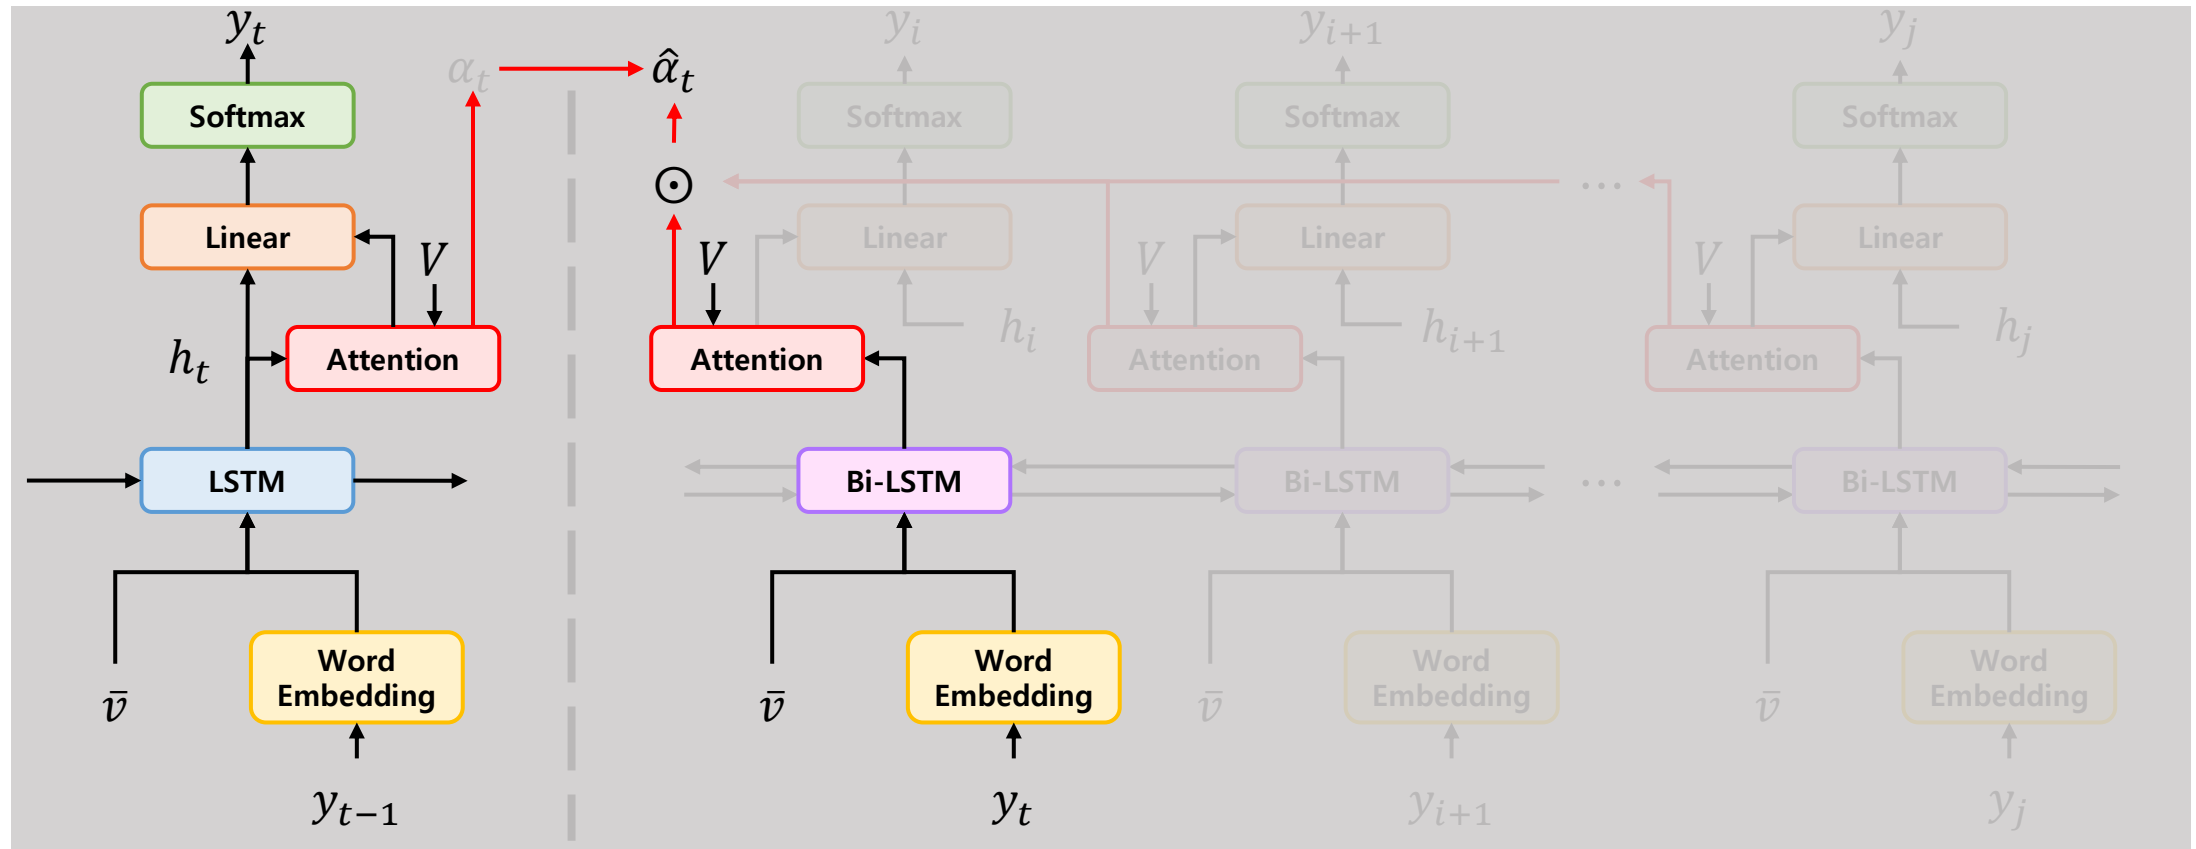 y_t
α_t
α̂_t
y_i
y_{i+1}
y_j
Softmax
Softmax
Softmax
Softmax
⊙
...
Linear
V
V
Linear
V
Linear
V
Linear
h_t
Attention
Attention
h_i
Attention
h_{i+1}
Attention
h_j
LSTM
Bi-LSTM
Bi-LSTM
...
Bi-LSTM
v̄
Word
Embedding
v̄
Word
Embedding
v̄
Word
Embedding
v̄
Word
Embedding
y_{t−1}
y_t
y_{i+1}
y_j